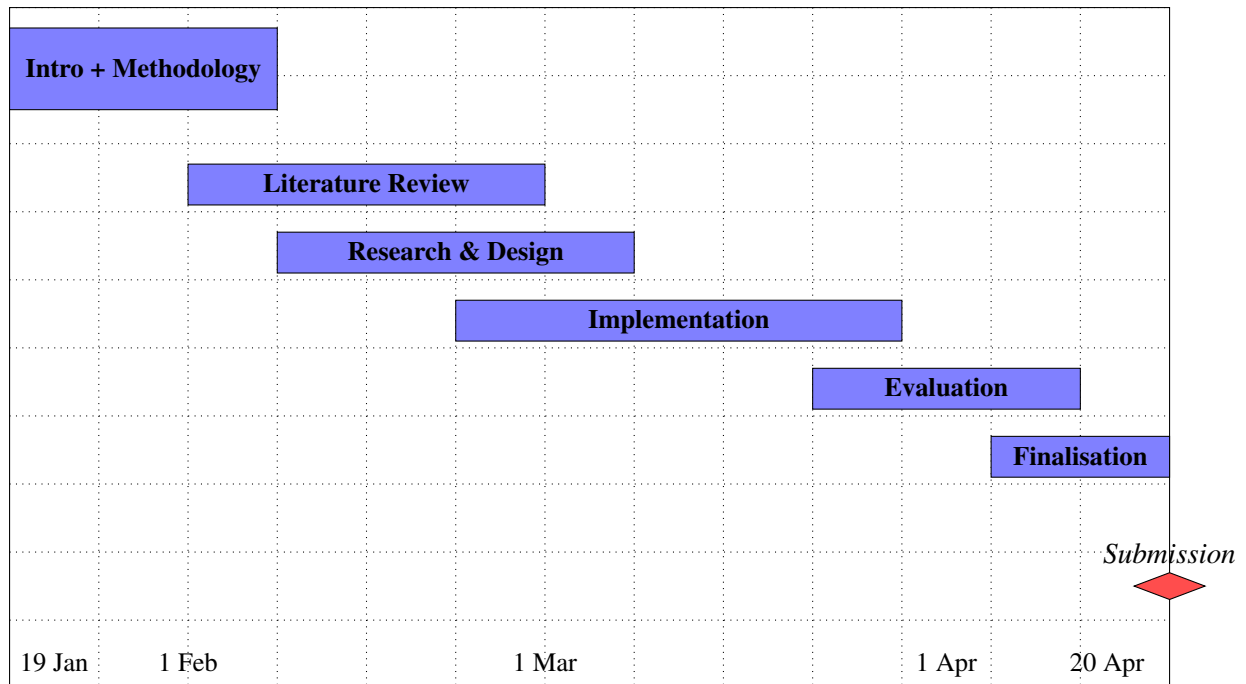 Intro + Methodology
Literature Review
Research & Design
Implementation
Evaluation
Finalisation
Submission
19 Jan 1 Feb 1 Mar 1 Apr 20 Apr